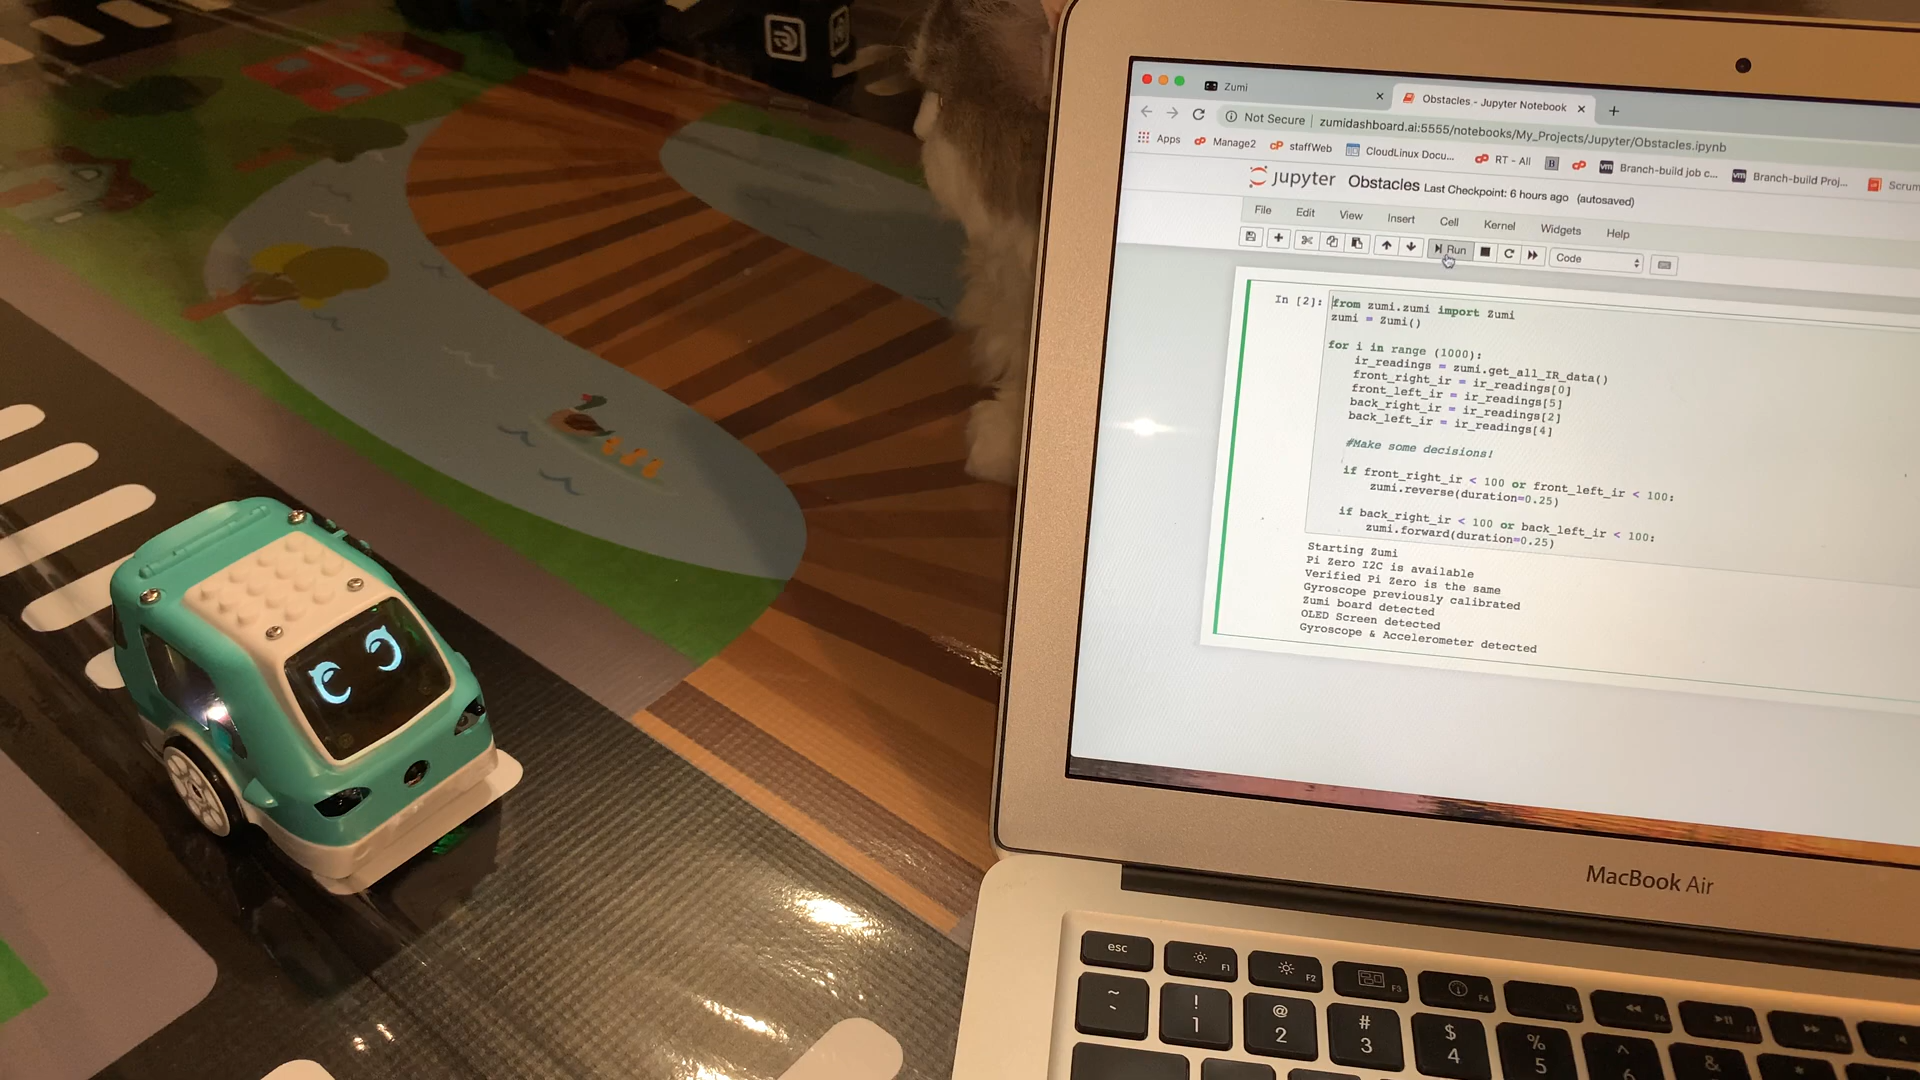 Zumi
Obstacles - Jupyter Notebook
Not Secure | zumidashboard.ai:5555/notebooks/My_Projects/Jupyter/Obstacles.ipynb
Apps Manage2 staffWeb CloudLinux Docu... RT - All B Branch-build job c... Branch-build Proj... Scrum
jupyter Obstacles Last Checkpoint: 6 hours ago (autosaved)
File Edit View Insert Cell Kernel Widgets Help
Run Code
In [2]: from zumi.zumi import Zumi
zumi = Zumi()
for i in range (1000):
ir_readings = zumi.get_all_IR_data()
front_right_ir = ir_readings[0]
front_left_ir = ir_readings[5]
back_right_ir = ir_readings[2]
back_left_ir = ir_readings[4]
#Make some decisions!
if front_right_ir < 100 or front_left_ir < 100:
zumi.reverse(duration=0.25)
if back_right_ir < 100 or back_left_ir < 100:
zumi.forward(duration=0.25)
Starting Zumi
Pi Zero I2C is available
Verified Pi Zero is the same
Gyroscope previously calibrated
Zumi board detected
OLED Screen detected
Gyroscope & Accelerometer detected
MacBook Air
esc F1 F2 F3 F4 F5 F6 F7
~ ! @ # $ % ^ & *
1 2 3 4 5 6